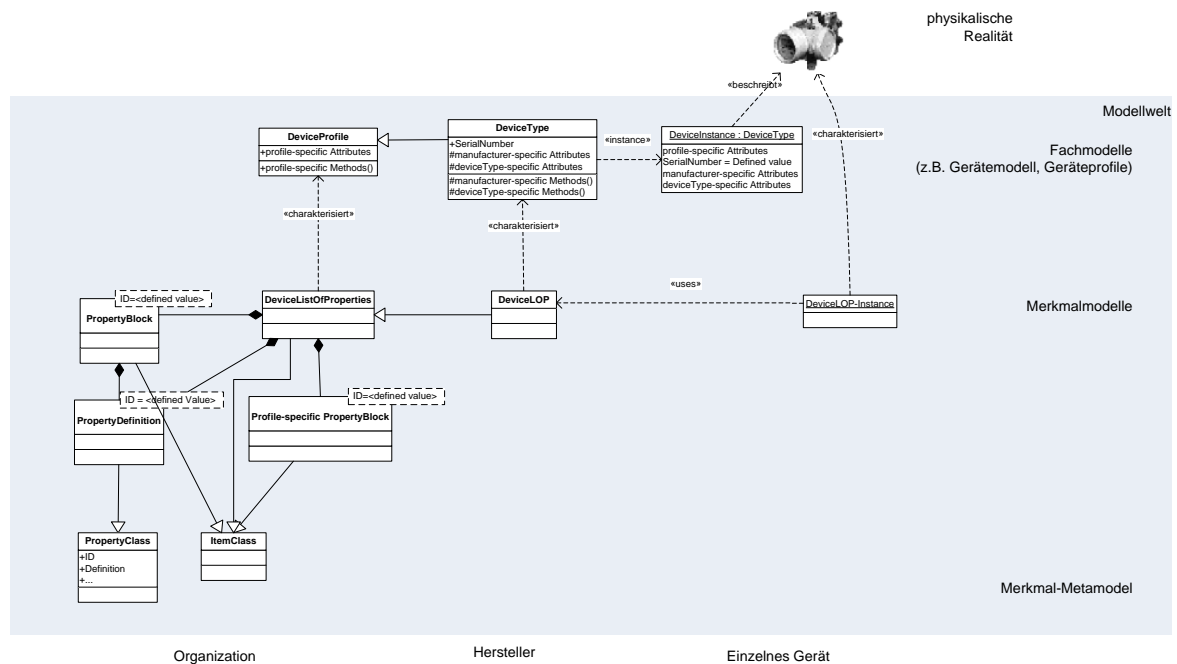 physikalische
Realität
«beschreibt»
Modellwelt
DeviceProfile
+profile-specific Attributes
+profile-specific Methods()
DeviceType
+SerialNumber
#manufacturer-specific Attributes
#deviceType-specific Attributes
#manufacturer-specific Methods()
#deviceType-specific Methods()
«instance»
DeviceInstance : DeviceType
profile-specific Attributes
SerialNumber = Defined value
manufacturer-specific Attributes
deviceType-specific Attributes
«charakterisiert»
Fachmodelle
(z.B. Gerätemodell, Geräteprofile)
«charakterisiert»
«charakterisiert»
«uses»
ID=<defined value>
PropertyBlock
DeviceListOfProperties
DeviceLOP
DeviceLOP-Instance
Merkmalmodelle
ID = <defined Value>
PropertyDefinition
ID=<defined value>
Profile-specific PropertyBlock
PropertyClass
+ID
+Definition
+...
ItemClass
Merkmal-Metamodel
Organization
Hersteller
Einzelnes Gerät